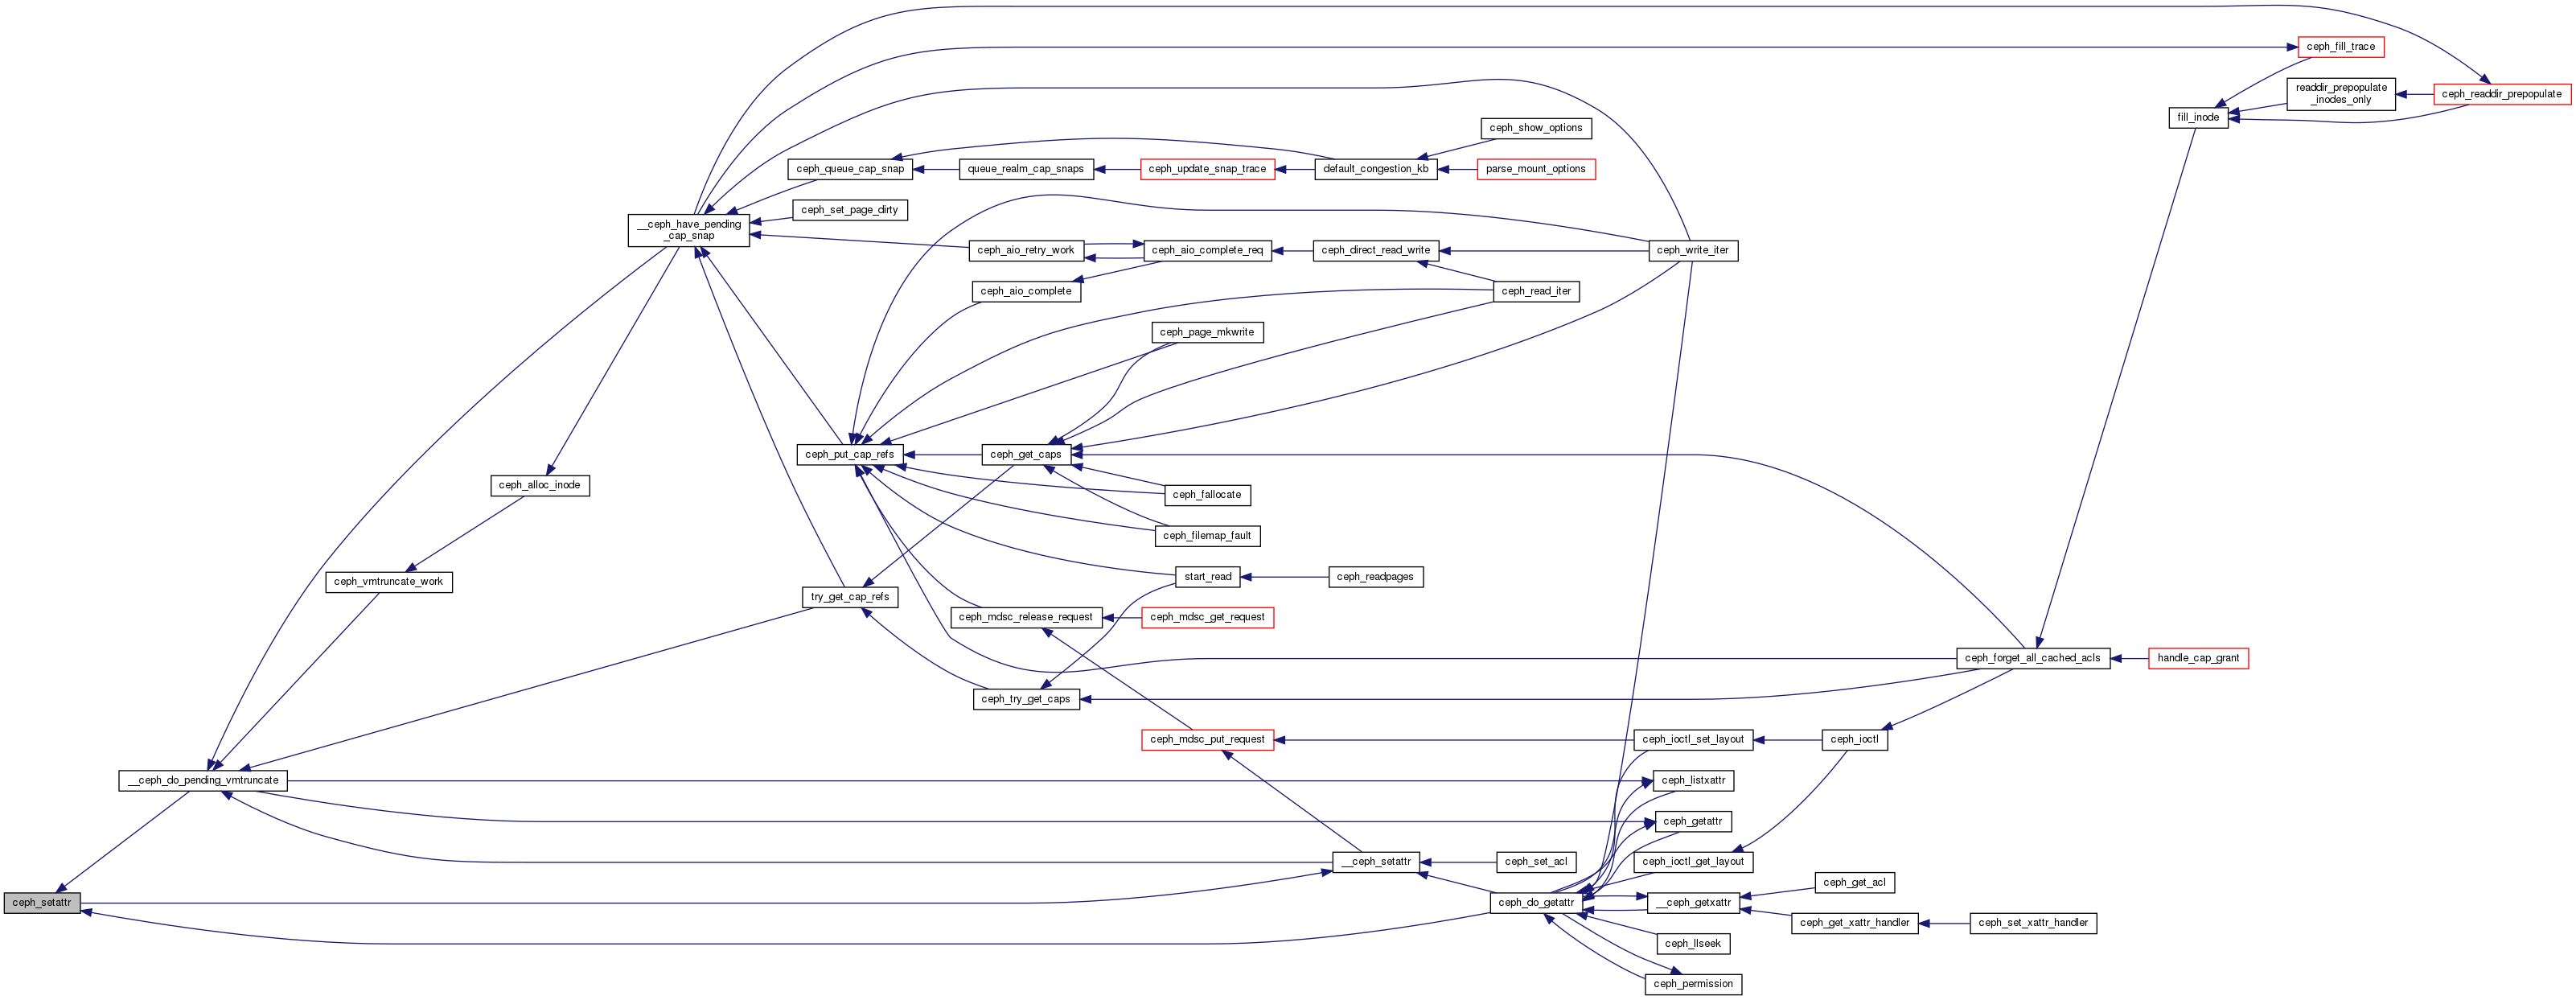 ceph_fill_trace
readdir_prepopulate
_inodes_only
ceph_readdir_prepopulate
fill_inode
ceph_show_options
ceph_queue_cap_snap
queue_realm_cap_snaps
ceph_update_snap_trace
default_congestion_kb
parse_mount_options
ceph_set_page_dirty
__ceph_have_pending
_cap_snap
ceph_aio_retry_work
ceph_aio_complete_req
ceph_direct_read_write
ceph_write_iter
ceph_aio_complete
ceph_read_iter
ceph_page_mkwrite
ceph_put_cap_refs
ceph_get_caps
ceph_alloc_inode
ceph_fallocate
ceph_filemap_fault
ceph_vmtruncate_work
start_read
ceph_readpages
try_get_cap_refs
ceph_mdsc_release_request
ceph_mdsc_get_request
ceph_forget_all_cached_acls
handle_cap_grant
ceph_try_get_caps
ceph_mdsc_put_request
ceph_ioctl_set_layout
ceph_ioctl
__ceph_do_pending_vmtruncate
ceph_listxattr
ceph_getattr
__ceph_setattr
ceph_set_acl
ceph_ioctl_get_layout
ceph_get_acl
ceph_setattr
ceph_do_getattr
__ceph_getxattr
ceph_get_xattr_handler
ceph_set_xattr_handler
ceph_llseek
ceph_permission